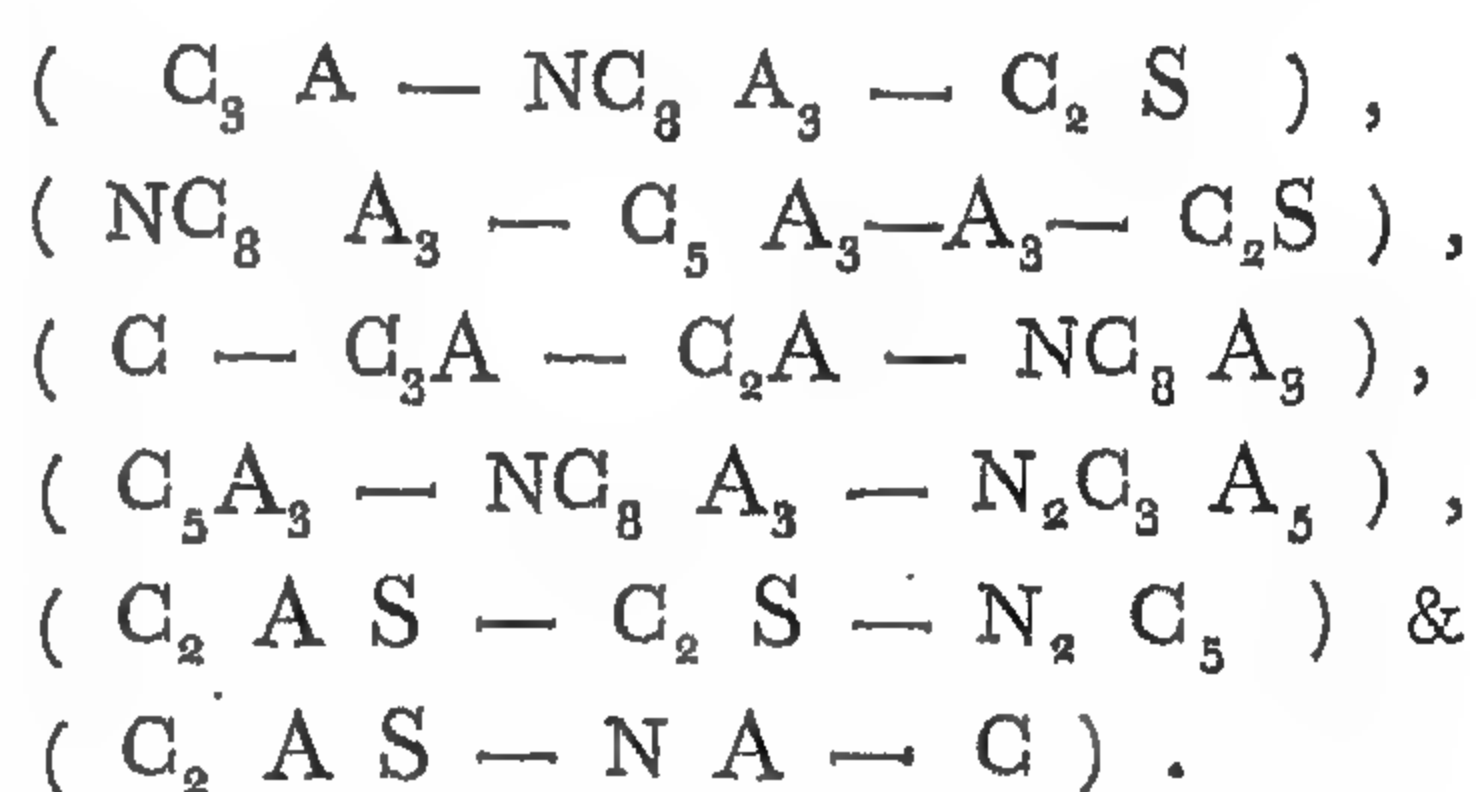 ( C₃ A — NC₈ A₃ — C₂ S ) ,
( NC₈ A₃ — C₅ A₃—A₃— C₂S ) ,
( C — C₃A — C₂A — NC₈ A₃ ) ,
( C₅A₃ — NC₈ A₃ — N₂C₃ A₅ ) ,
( C₂ A S — C₂ S — N₂ C₅ ) &
( C₂ A S — N A — C ) .